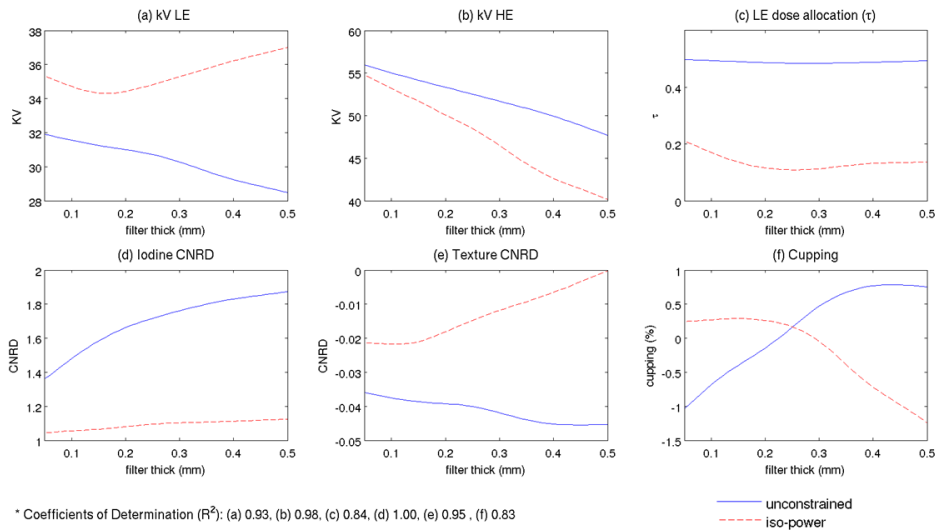 (a) kV LE
(b) kV HE
(c) LE dose allocation (τ)
38
36
34
32
30
28
KV
0.1 0.2 0.3 0.4 0.5
filter thick (mm)
60
55
50
45
40
KV
0.1 0.2 0.3 0.4 0.5
filter thick (mm)
0.4
0.2
0
τ
0.1 0.2 0.3 0.4 0.5
filter thick (mm)
(d) Iodine CNRD
(e) Texture CNRD
(f) Cupping
2
1.8
1.6
1.4
1.2
1
CNRD
0.1 0.2 0.3 0.4 0.5
filter thick (mm)
0
-0.01
-0.02
-0.03
-0.04
-0.05
CNRD
0.1 0.2 0.3 0.4 0.5
filter thick (mm)
1
0.5
0
-0.5
-1
-1.5
cupping (%)
0.1 0.2 0.3 0.4 0.5
filter thick (mm)
* Coefficients of Determination (R²): (a) 0.93, (b) 0.98, (c) 0.84, (d) 1.00, (e) 0.95 , (f) 0.83
unconstrained
iso-power